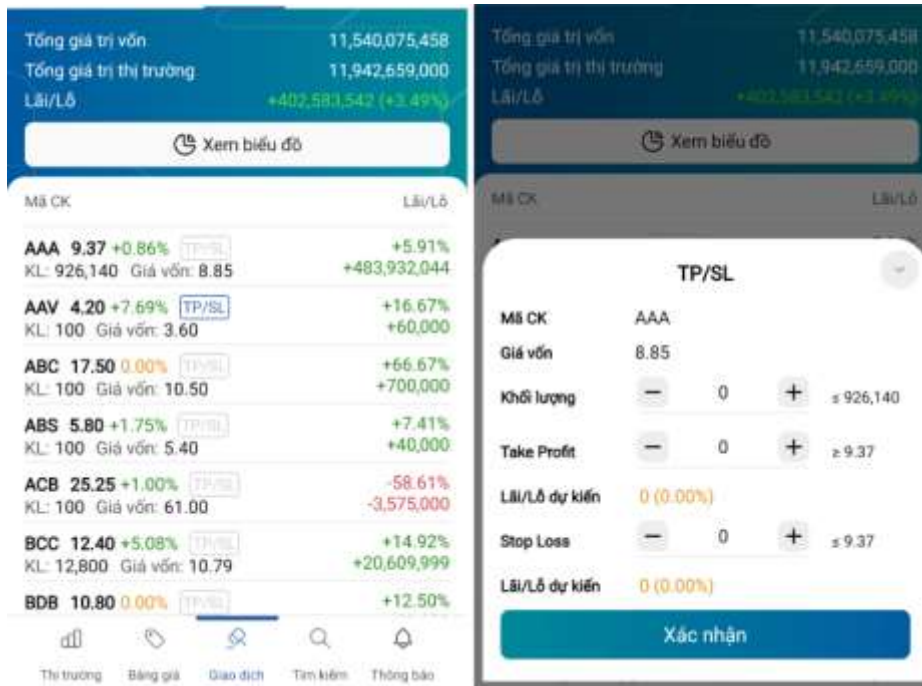 Tổng giá trị vốn 11,540,075,458
Tổng giá trị thị trường 11,942,659,000
Lãi/Lỗ +402,583,542 (+3.49%)
Xem biểu đồ
Mã CK Lãi/Lỗ
AAA 9.37 +0.86% TP/SL +5.91%
KL: 926,140 Giá vốn: 8.85 +483,932,044
AAV 4.20 +7.69% TP/SL +16.67%
KL: 100 Giá vốn: 3.60 +60,000
ABC 17.50 0.00% TP/SL +66.67%
KL: 100 Giá vốn: 10.50 +700,000
ABS 5.80 +1.75% TP/SL +7.41%
KL: 100 Giá vốn: 5.40 +40,000
ACB 25.25 +1.00% TP/SL -58.61%
KL: 100 Giá vốn: 61.00 -3,575,000
BCC 12.40 +5.08% TP/SL +14.92%
KL: 12,800 Giá vốn: 10.79 +20,609,999
BDB 10.80 0.00% TP/SL +12.50%
Thị trường Bảng giá Giao dịch Tìm kiếm Thông báo
Tổng giá trị vốn 11,540,075,458
Tổng giá trị thị trường 11,942,659,000
Lãi/Lỗ +402,583,542 (+3.49%)
Xem biểu đồ
Mã CK Lãi/Lỗ
TP/SL
Mã CK AAA
Giá vốn 8.85
Khối lượng − 0 + ≤ 926,140
Take Profit − 0 + ≥ 9.37
Lãi/Lỗ dự kiến 0 (0.00%)
Stop Loss − 0 + ≤ 9.37
Lãi/Lỗ dự kiến 0 (0.00%)
Xác nhận